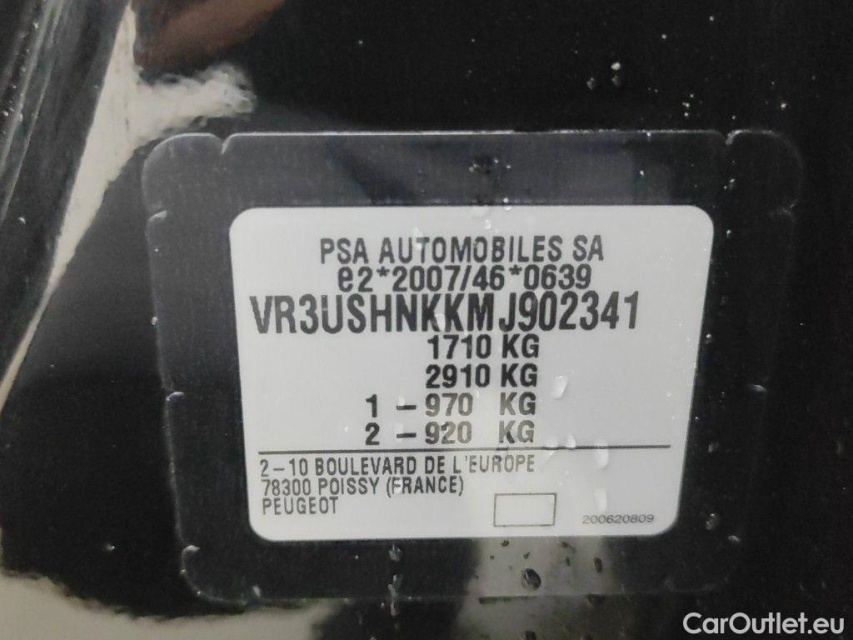 PSA AUTOMOBILES SA
e2*2007/46*0639
VR3USHNKKMJ902341
1710 KG
2910 KG
1 - 970 KG
2 - 920 KG
2-10 BOULEVARD DE L'EUROPE
78300 POISSY (FRANCE)
PEUGEOT
200620809
CarOutlet.eu